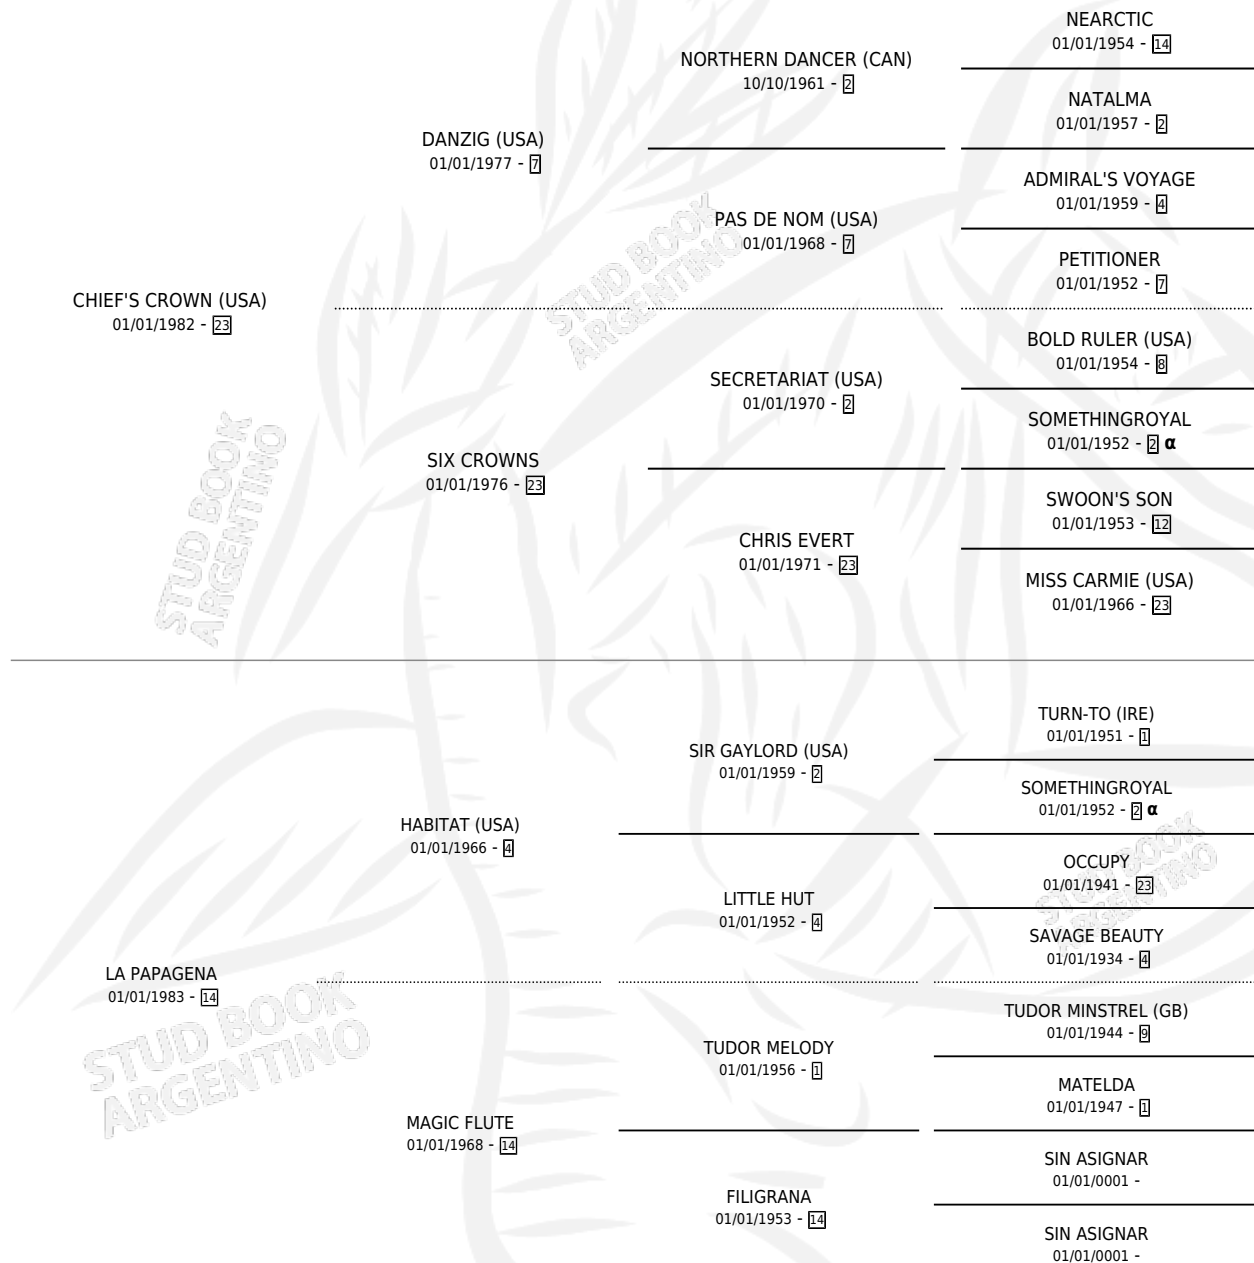 NEARCTIC
01/01/1954 - 14
NORTHERN DANCER (CAN)
10/10/1961 - 2
NATALMA
01/01/1957 - 2
DANZIG (USA)
01/01/1977 - 7
ADMIRAL'S VOYAGE
01/01/1959 - 4
PAS DE NOM (USA)
01/01/1968 - 7
PETITIONER
01/01/1952 - 7
CHIEF'S CROWN (USA)
01/01/1982 - 23
BOLD RULER (USA)
01/01/1954 - 8
SECRETARIAT (USA)
01/01/1970 - 2
SOMETHINGROYAL
01/01/1952 - 2 α
SIX CROWNS
01/01/1976 - 23
SWOON'S SON
01/01/1953 - 12
CHRIS EVERT
01/01/1971 - 23
MISS CARMIE (USA)
01/01/1966 - 23
TURN-TO (IRE)
01/01/1951 - 1
SIR GAYLORD (USA)
01/01/1959 - 2
SOMETHINGROYAL
01/01/1952 - 2 α
HABITAT (USA)
01/01/1966 - 4
OCCUPY
01/01/1941 - 23
LITTLE HUT
01/01/1952 - 4
SAVAGE BEAUTY
01/01/1934 - 4
LA PAPAGENA
01/01/1983 - 14
TUDOR MINSTREL (GB)
01/01/1944 - 9
TUDOR MELODY
01/01/1956 - 1
MATELDA
01/01/1947 - 1
MAGIC FLUTE
01/01/1968 - 14
SIN ASIGNAR
01/01/0001 -
FILIGRANA
01/01/1953 - 14
SIN ASIGNAR
01/01/0001 -
STUD BOOK
ARGENTINO
STUD BOOK
ARGENTINO
STUD BOOK
ARGENTINO
STUD BOOK
ARGENTINO